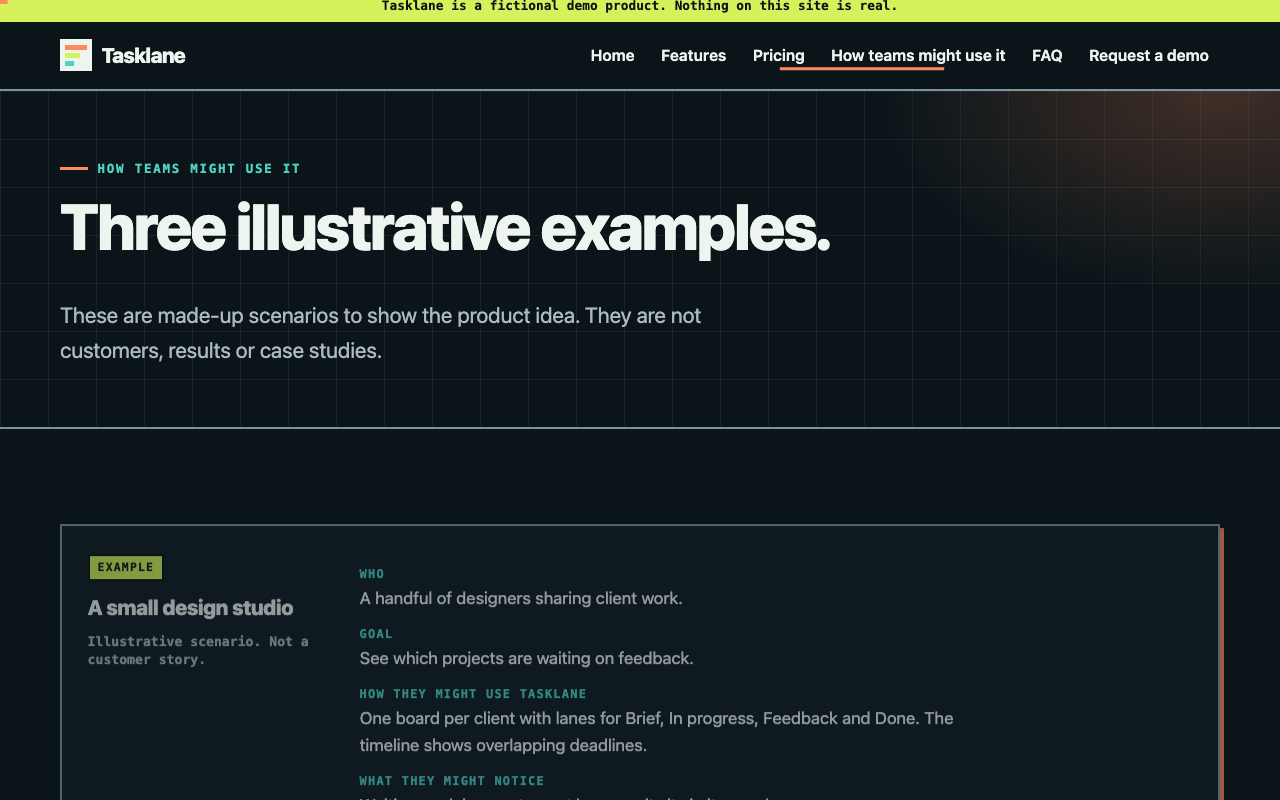 Tasklane is a fictional demo product. Nothing on this site is real.
Tasklane
Home Features Pricing How teams might use it FAQ Request a demo
HOW TEAMS MIGHT USE IT
Three illustrative examples.
These are made-up scenarios to show the product idea. They are not
customers, results or case studies.
EXAMPLE
A small design studio
Illustrative scenario. Not a
customer story.
WHO
A handful of designers sharing client work.
GOAL
See which projects are waiting on feedback.
HOW THEY MIGHT USE TASKLANE
One board per client with lanes for Brief, In progress, Feedback and Done. The
timeline shows overlapping deadlines.
WHAT THEY MIGHT NOTICE